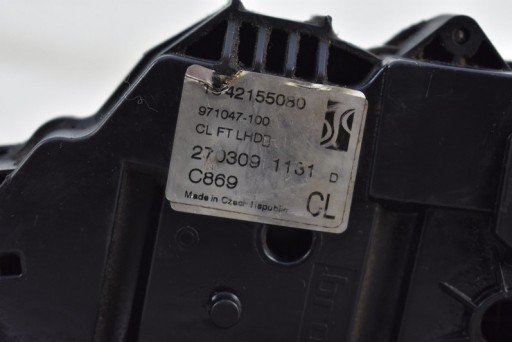 42155080
971047-100
CL FT LHD
270309 1131 D
C869
Made in Czech Republic
CL